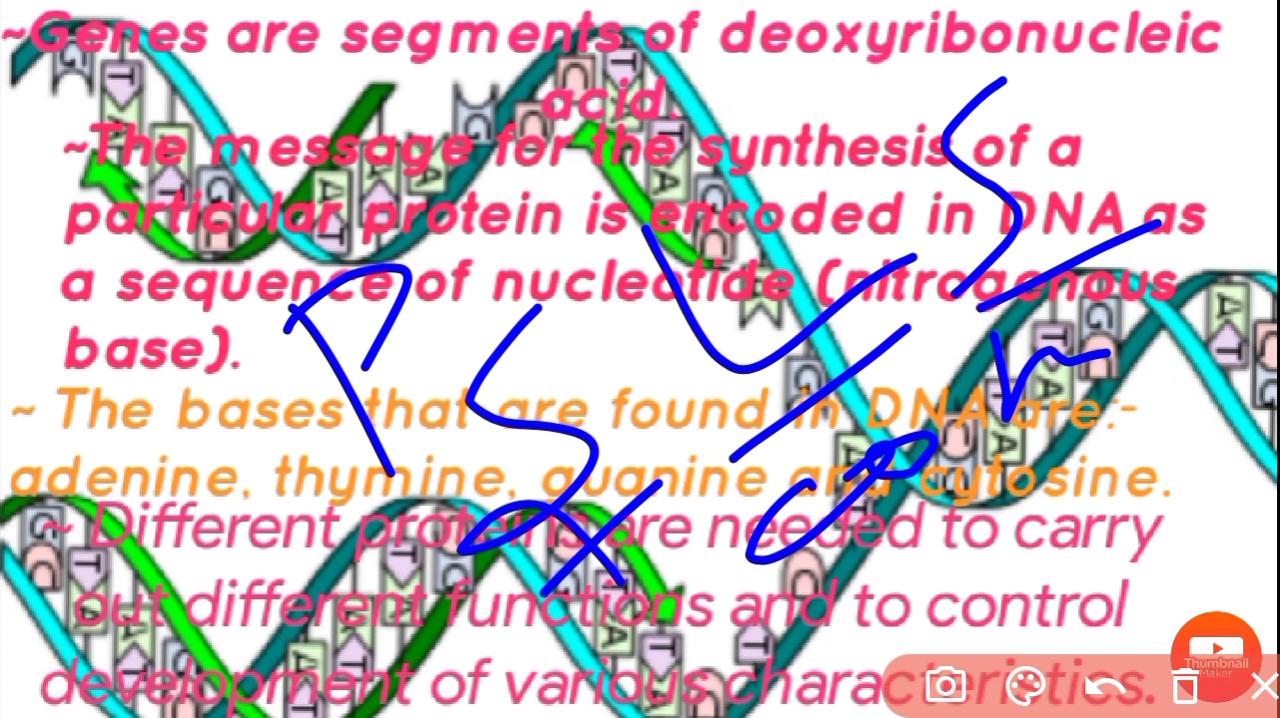 ~Genes are segments of deoxyribonucleic
acid.
~The message for the synthesis of a
particular protein is encoded in DNA as
a sequence of nucleotide (nitrogenous
base).
~ The bases that are found in DNA are:-
adenine, thymine, guanine and cytosine.
~ Different proteins are needed to carry
out different functions and to control
development of various characteristics.
Thumbnail
Maker